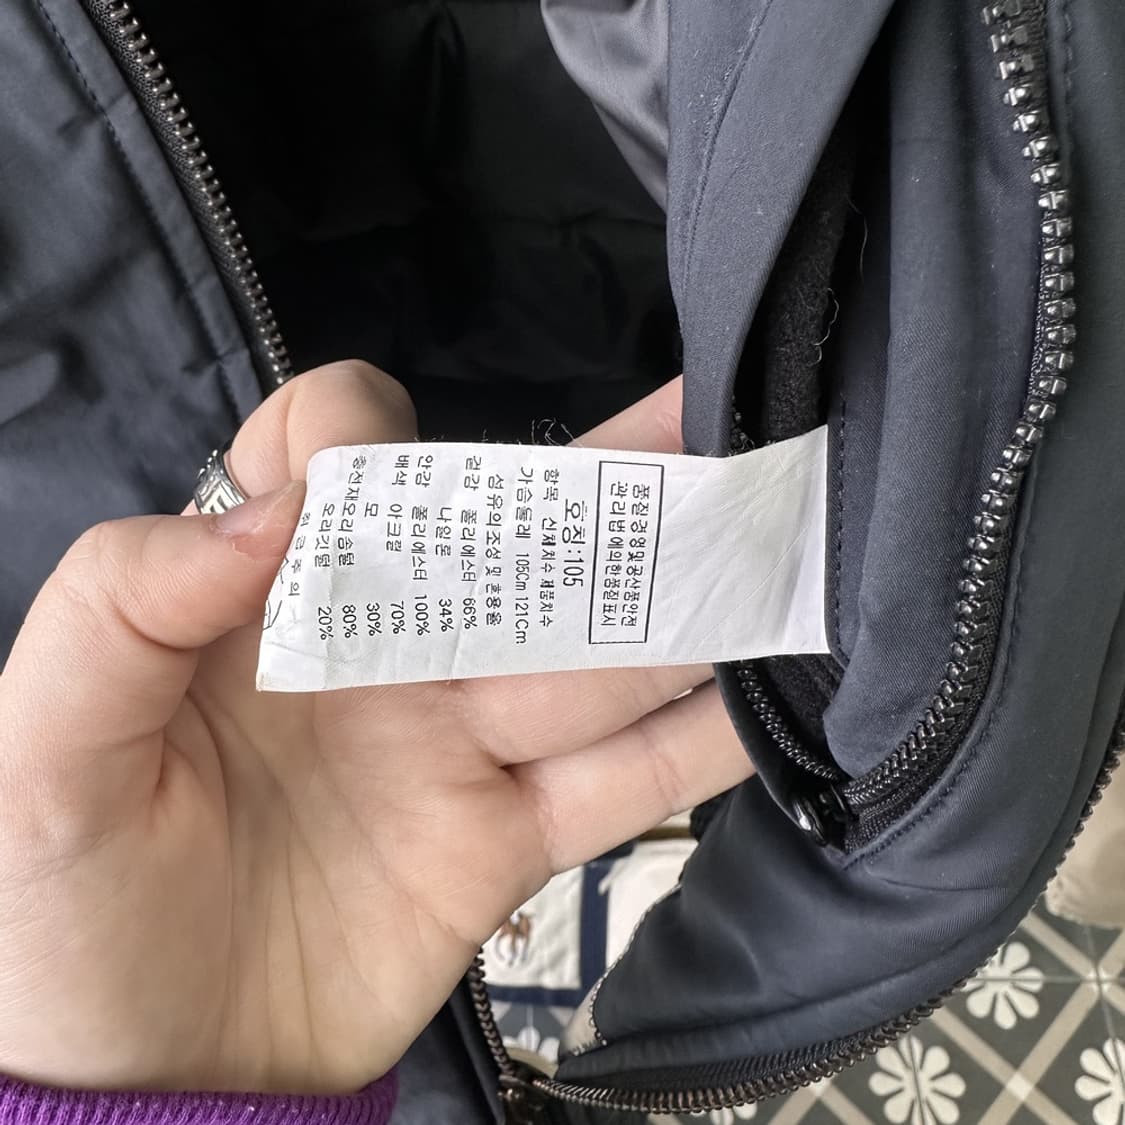 품질경영및공산품안전
관리법에의한품질표시
호칭:105
항목 신체치수 제품치수
가슴둘레 105Cm 121Cm
섬유의조성 및 혼용율
겉감 폴리에스터 66%
나일론 34%
안감 폴리에스터 100%
배색 아크릴 70%
모 30%
충전재오리솜털 80%
오리깃털 20%
취급주의